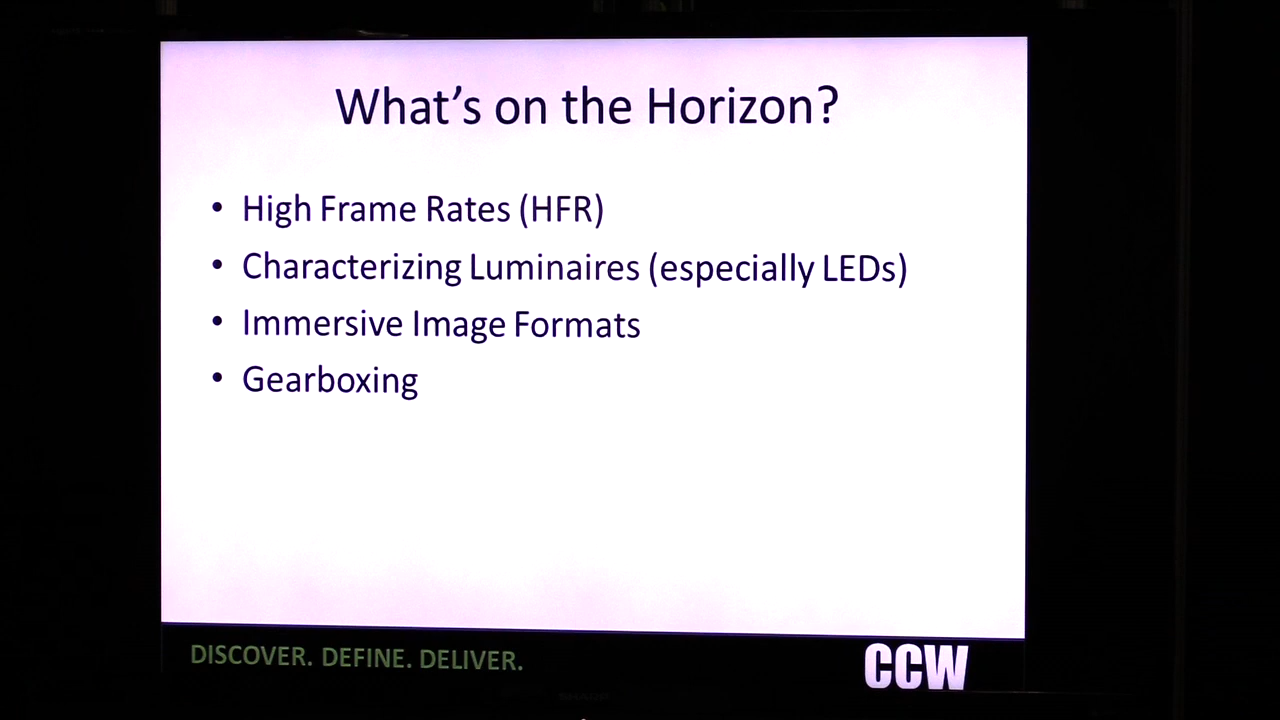 What's on the Horizon?
• High Frame Rates (HFR)
• Characterizing Luminaires (especially LEDs)
• Immersive Image Formats
• Gearboxing
DISCOVER. DEFINE. DELIVER.
CCW